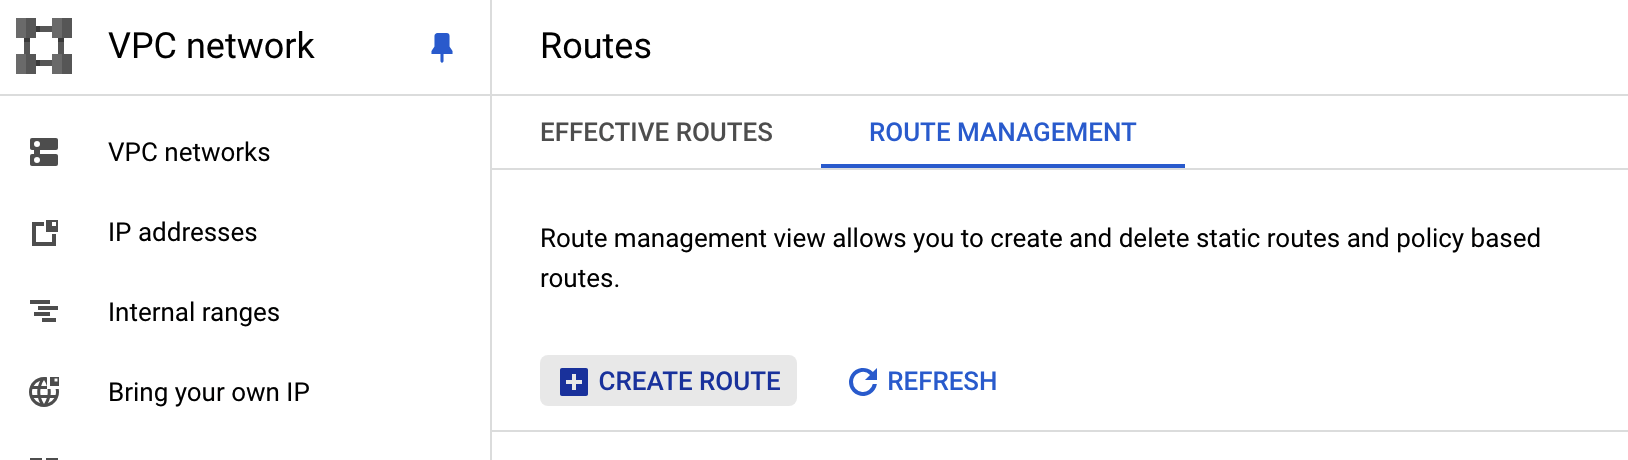 VPC network
Routes
VPC networks
IP addresses
Internal ranges
Bring your own IP
EFFECTIVE ROUTES
ROUTE MANAGEMENT
Route management view allows you to create and delete static routes and policy based
routes.
CREATE ROUTE
REFRESH